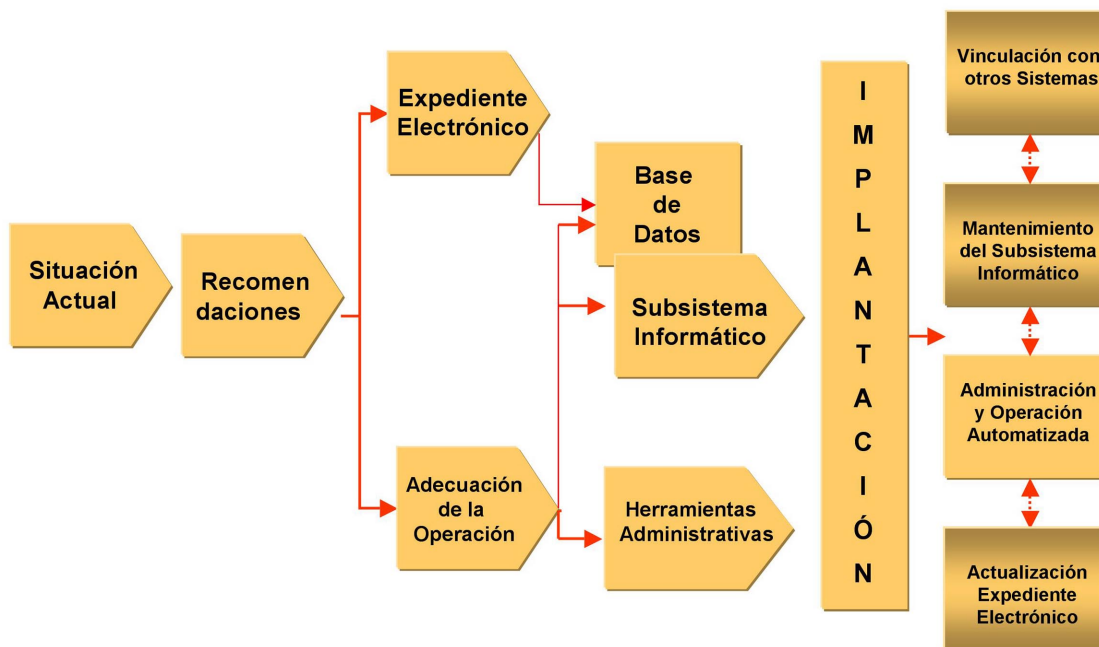 Situación
Actual
Recomen
daciones
Expediente
Electrónico
Adecuación
de la
Operación
Base
de
Datos
Subsistema
Informático
Herramientas
Administrativas
I
M
P
L
A
N
T
A
C
I
Ó
N
Vinculación con
otros Sistemas
Mantenimiento
del Subsistema
Informático
Administración
y Operación
Automatizada
Actualización
Expediente
Electrónico